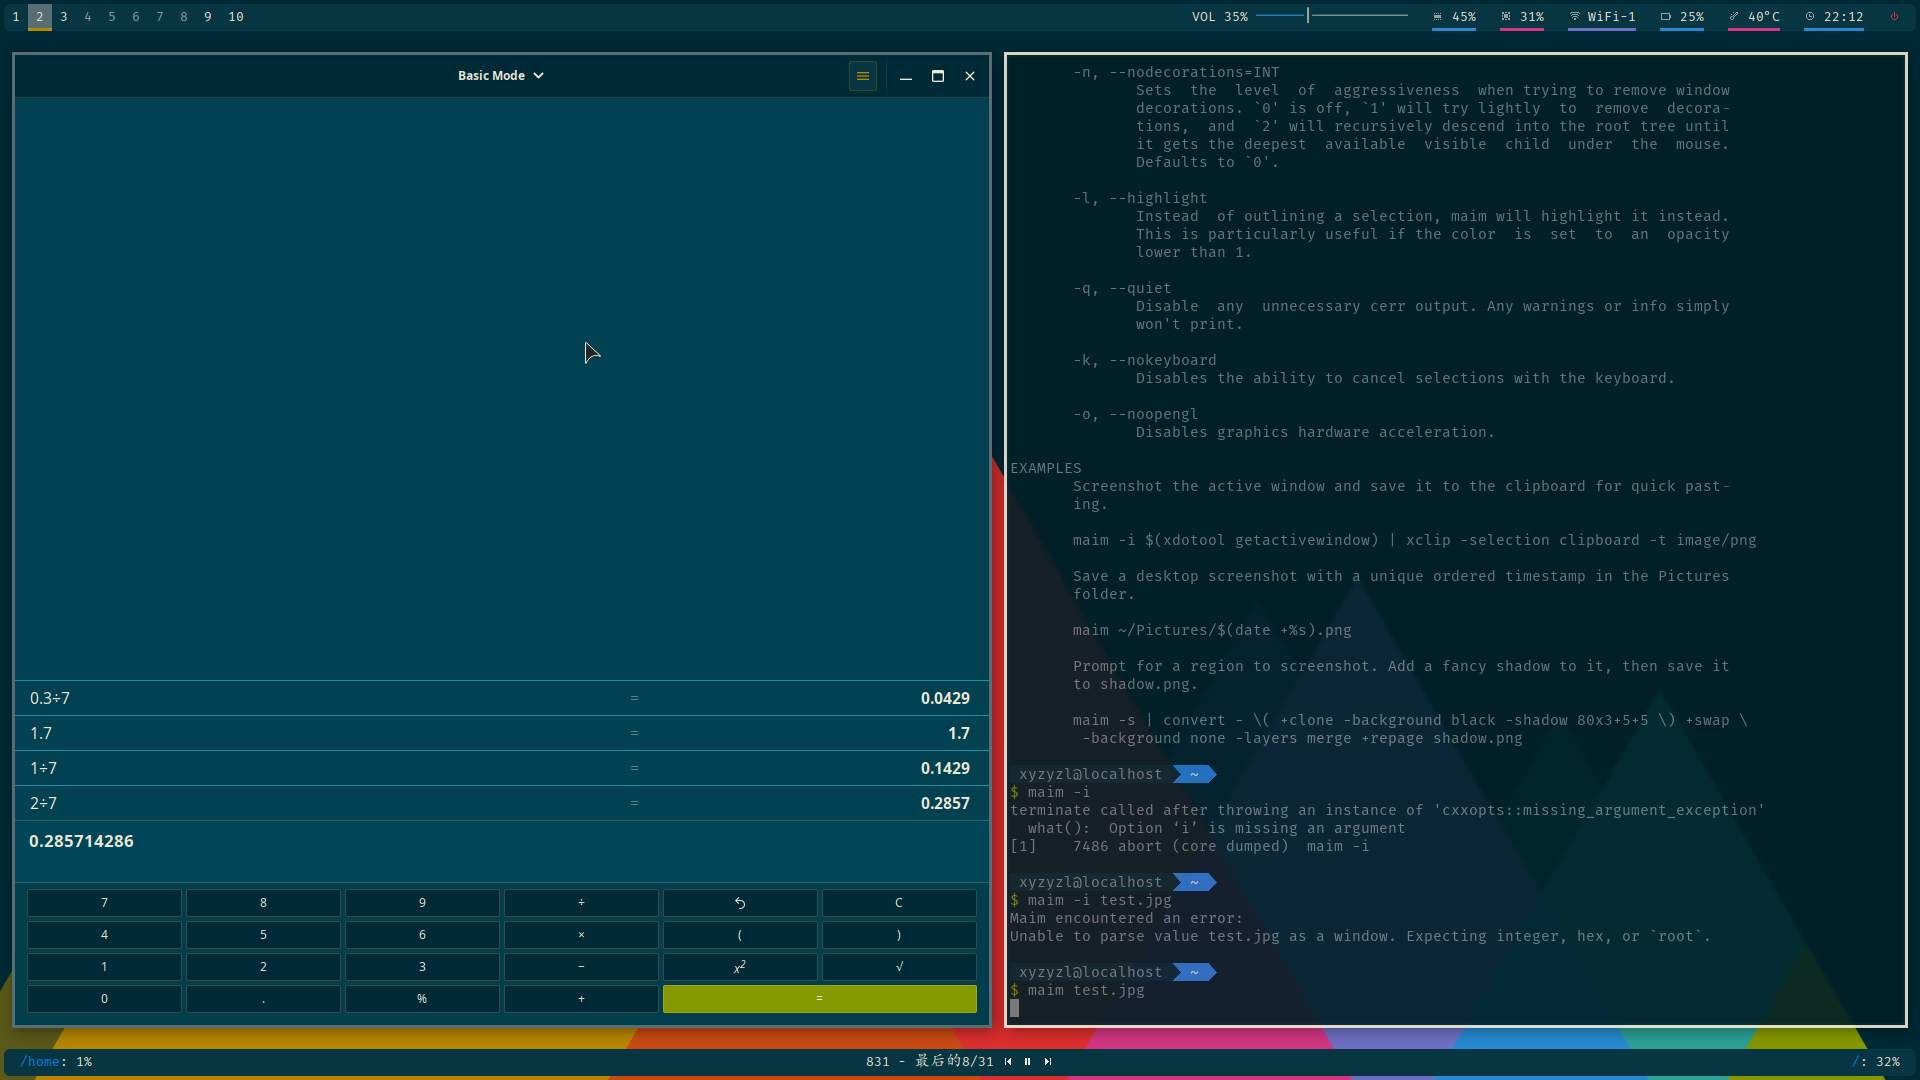 1 2 3 4 5 6 7 8 9 10
VOL 35% 45% 31% WiFi-1 25% 40°C 22:12
Basic Mode
0.3÷7 = 0.0429
1.7 = 1.7
1÷7 = 0.1429
2÷7 = 0.2857
0.285714286
7 8 9 ÷ C
4 5 6 × ( )
1 2 3 − x² √
0 . % + =
-n, --nodecorations=INT
Sets the level of aggressiveness when trying to remove window
decorations. `0' is off, `1' will try lightly to remove decora-
tions, and `2' will recursively descend into the root tree until
it gets the deepest available visible child under the mouse.
Defaults to `0'.
-l, --highlight
Instead of outlining a selection, maim will highlight it instead.
This is particularly useful if the color is set to an opacity
lower than 1.
-q, --quiet
Disable any unnecessary cerr output. Any warnings or info simply
won't print.
-k, --nokeyboard
Disables the ability to cancel selections with the keyboard.
-o, --noopengl
Disables graphics hardware acceleration.
EXAMPLES
Screenshot the active window and save it to the clipboard for quick past-
ing.
maim -i $(xdotool getactivewindow) | xclip -selection clipboard -t image/png
Save a desktop screenshot with a unique ordered timestamp in the Pictures
folder.
maim ~/Pictures/$(date +%s).png
Prompt for a region to screenshot. Add a fancy shadow to it, then save it
to shadow.png.
maim -s | convert - \( +clone -background black -shadow 80x3+5+5 \) +swap \
-background none -layers merge +repage shadow.png
xyzyzl@localhost ~
$ maim -i
terminate called after throwing an instance of 'cxxopts::missing_argument_exception'
what(): Option ‘i’ is missing an argument
[1] 7486 abort (core dumped) maim -i
xyzyzl@localhost ~
$ maim -i test.jpg
Maim encountered an error:
Unable to parse value test.jpg as a window. Expecting integer, hex, or `root`.
xyzyzl@localhost ~
$ maim test.jpg
/home: 1%
831 - 最后的8/31
/: 32%